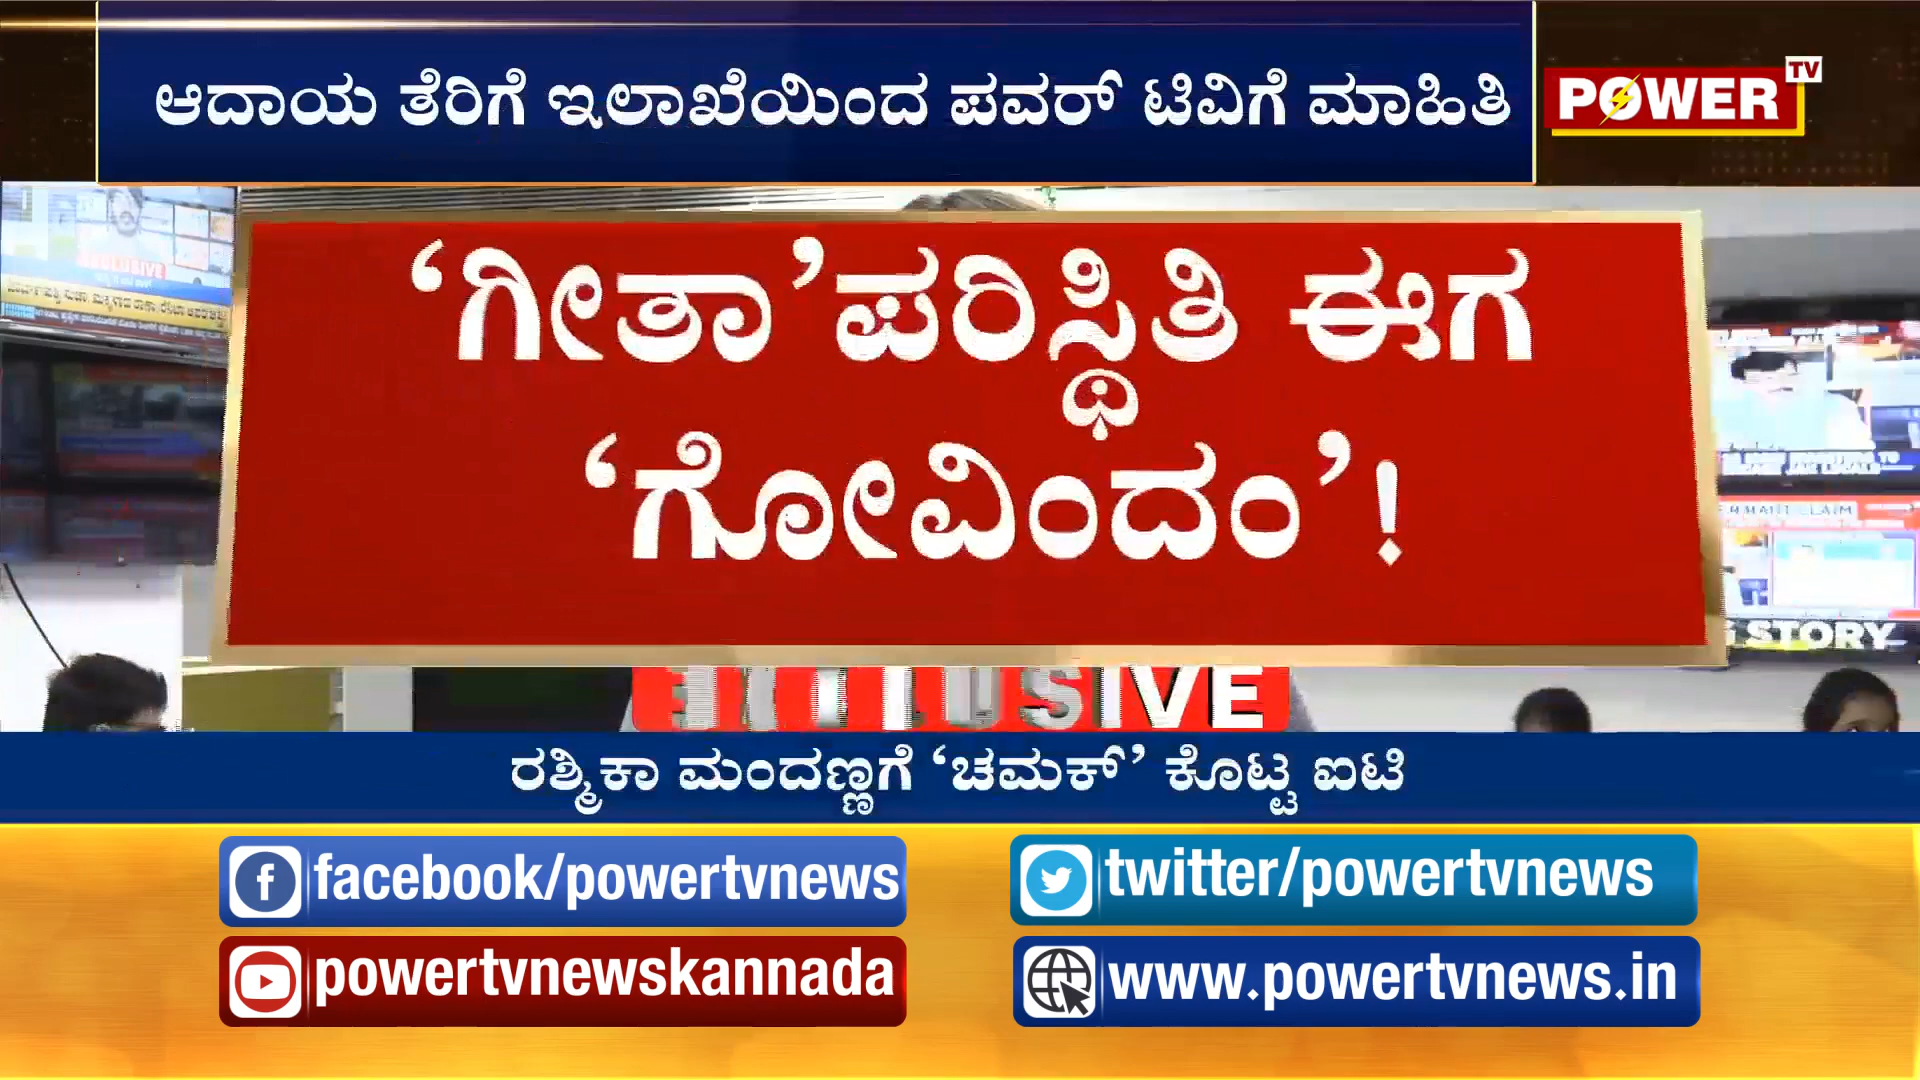 ಆದಾಯ ತೆರಿಗೆ ಇಲಾಖೆಯಿಂದ ಪವರ್ ಟಿವಿಗೆ ಮಾಹಿತಿ
POWER TV
‘ಗೀತಾ’ಪರಿಸ್ಥಿತಿ ಈಗ
‘ಗೋವಿಂದಂ’!
STORY
EXCLUSIVE
ರಶ್ಮಿಕಾ ಮಂದಣ್ಣಗೆ ‘ಚಮಕ್’ ಕೊಟ್ಟ ಐಟಿ
facebook/powertvnews
twitter/powertvnews
powertvnewskannada
www.powertvnews.in